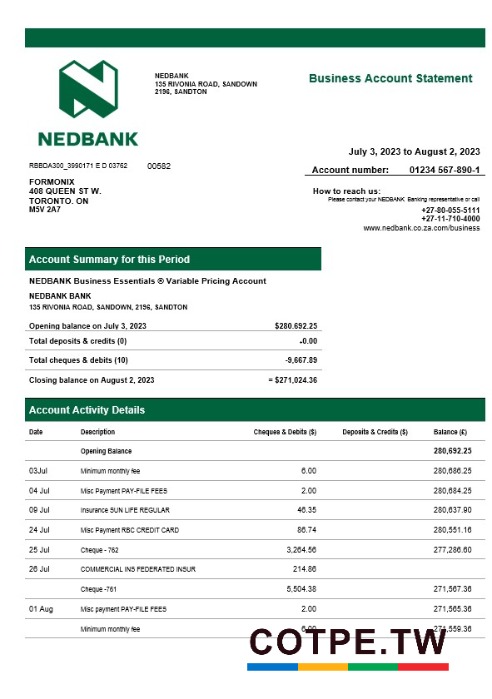 NEDBANK
135 RIVONIA ROAD, SANDOWN
2196, SANDTON
Business Account Statement
NEDBANK
July 3, 2023 to August 2, 2023
RBBDA300_3990171 E D 03762 00582
Account number: 01234 567-890-1
FORMONIX
408 QUEEN ST W.
TORONTO. ON
M5V 2A7
How to reach us:
Please contact your NEDBANK Banking representative or call
+27-80-055-5111
+27-11-710-4000
www.nedbank.co.za.com/business
Account Summary for this Period
NEDBANK Business Essentials ® Variable Pricing Account
NEDBANK BANK
135 RIVONIA ROAD, SANDOWN, 2196, SANDTON
Opening balance on July 3, 2023 $280,692.25
Total deposits & credits (0) -0.00
Total cheques & debits (10) -9,667.89
Closing balance on August 2, 2023 = $271,024.36
Account Activity Details
Date Description Cheques & Debits ($) Deposits & Credits ($) Balance (£)
Opening Balance 280,692.25
03Jul Minimum monthly fee 6.00 280,686.25
04 Jul Misc Payment PAY-FILE FEES 2.00 280,684.25
09 Jul Insurance SUN LIFE REGULAR 46.35 280,637.90
24 Jul Misc Payment RBC CREDIT CARD 86.74 280,551.16
25 Jul Cheque - 762 3,264.56 277,286.60
26 Jul COMMERCIAL INS FEDERATED INSUR 214.86
Cheque -761 5,504.38 271,567.36
01 Aug Misc payment PAY-FILE FEES 2.00 271,565.36
Minimum monthly fee 6.00 271,559.36
COTPE.TW